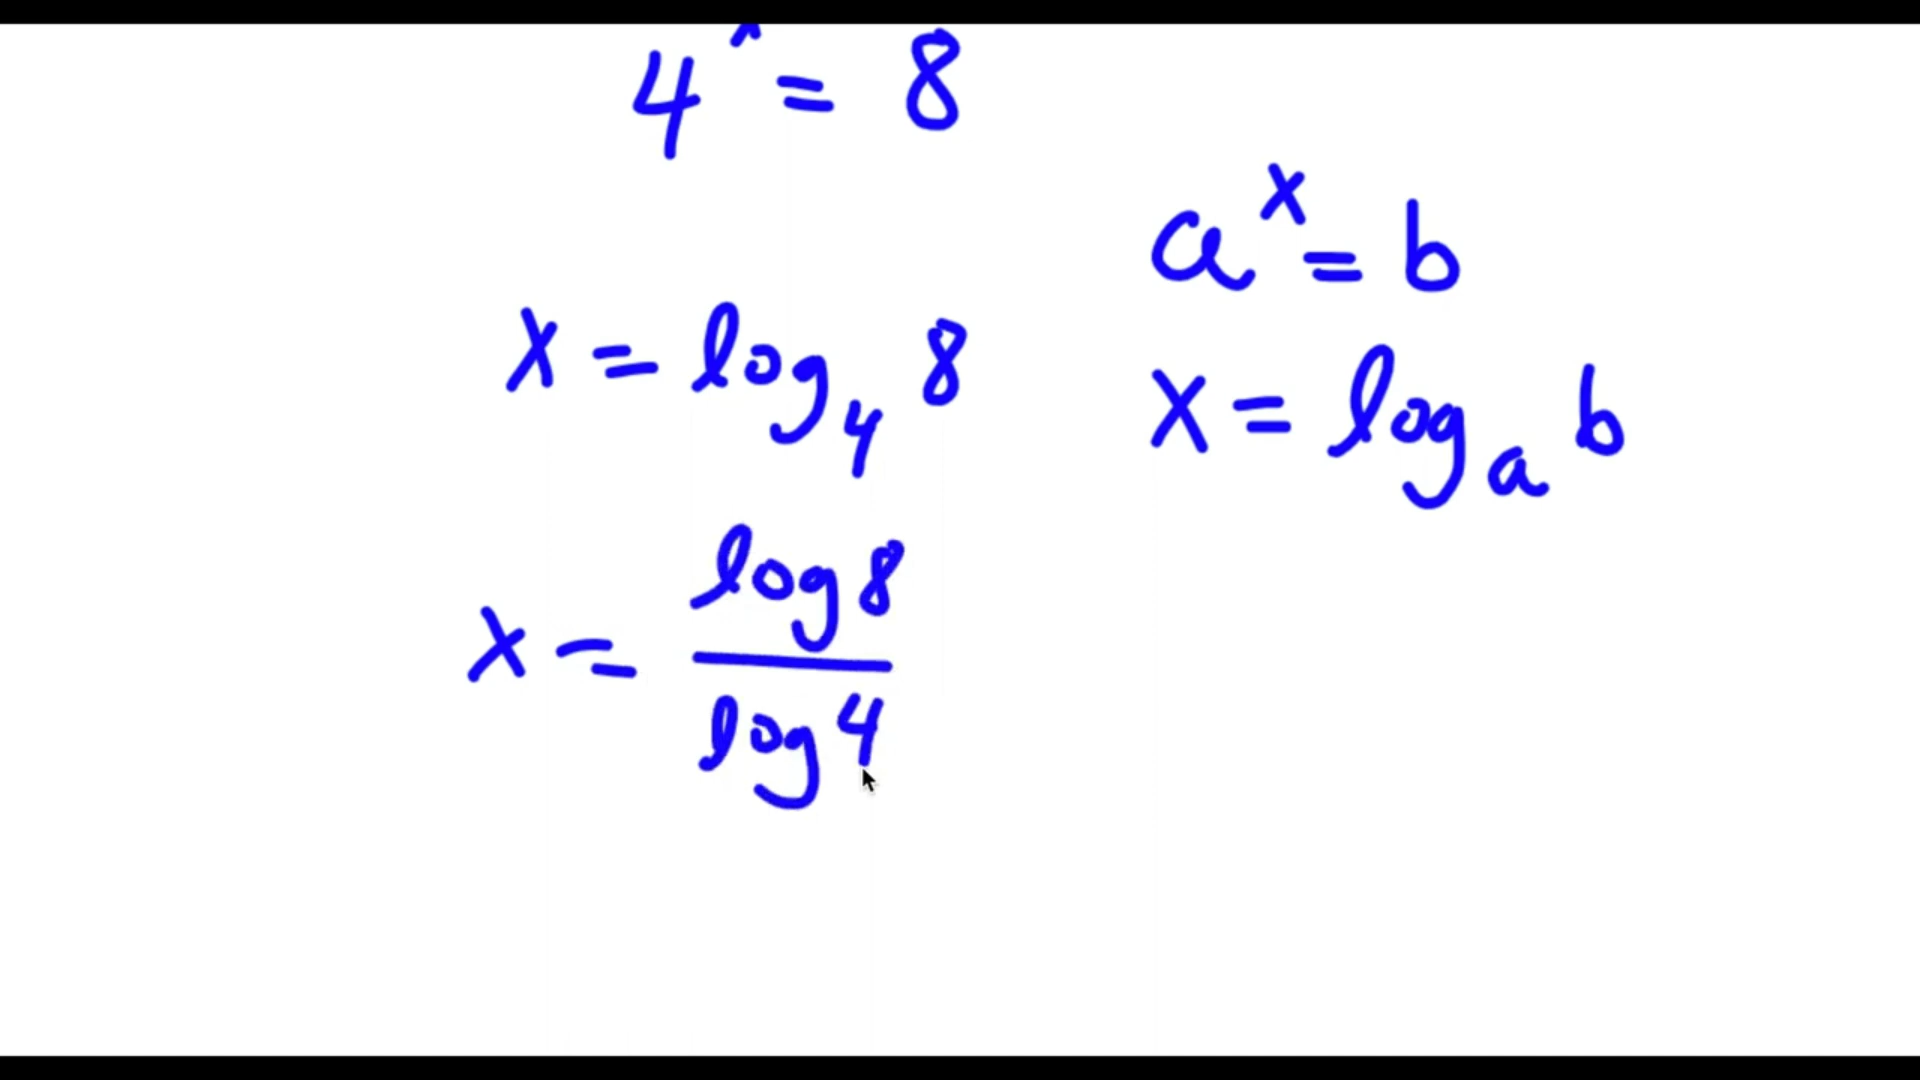 4^x = 8
a^x = b
x = log_4 8
x = log_a b
x = log 8 / log 4